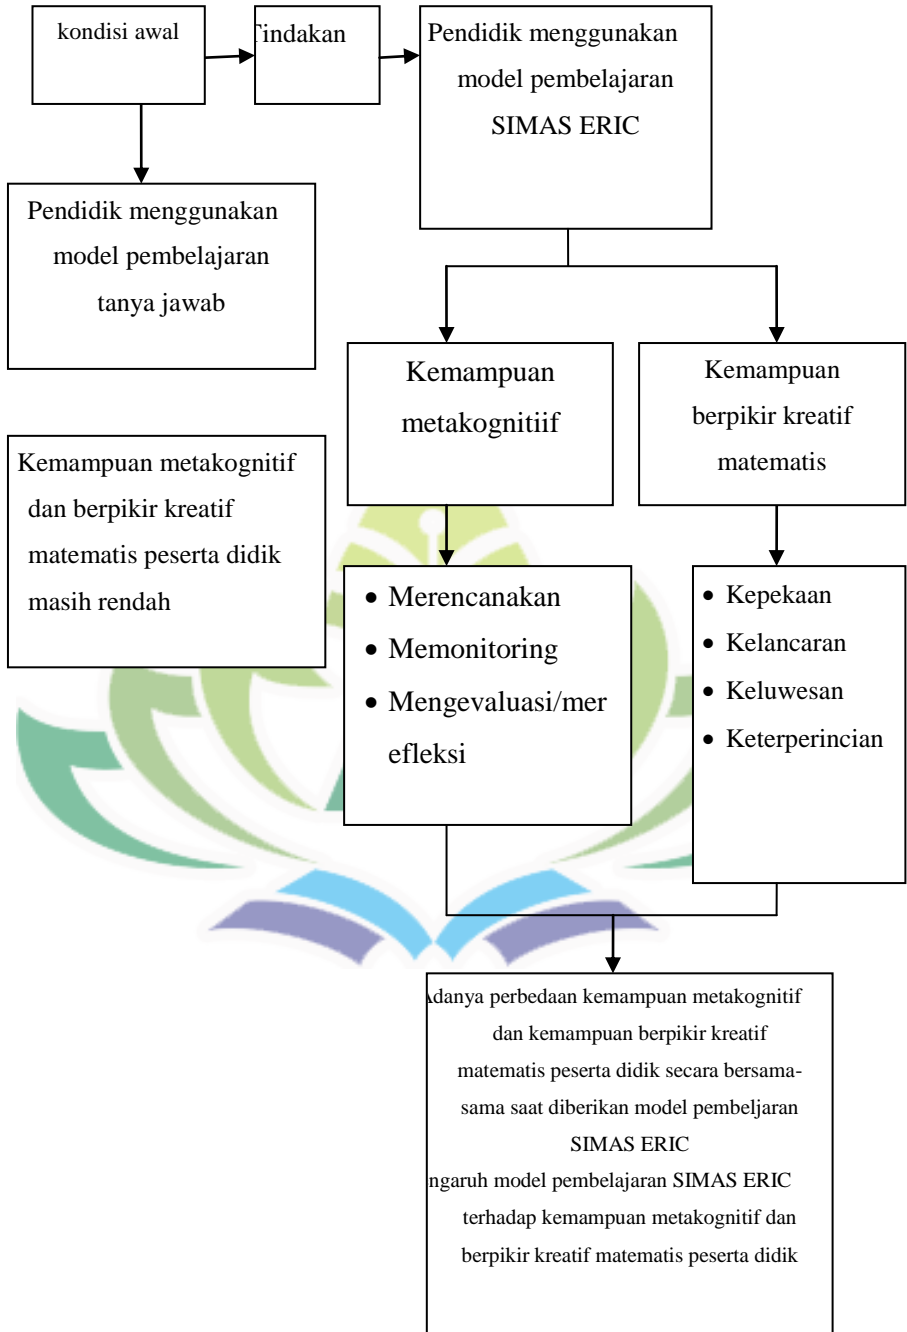 kondisi awal
Tindakan
Pendidik menggunakan
model pembelajaran
SIMAS ERIC
Pendidik menggunakan
model pembelajaran
tanya jawab
Kemampuan
metakognitiif
Kemampuan
berpikir kreatif
matematis
Kemampuan metakognitif
dan berpikir kreatif
matematis peserta didik
masih rendah
• Merencanakan
• Memonitoring
• Mengevaluasi/mer
efleksi
• Kepekaan
• Kelancaran
• Keluwesan
• Keterperincian
Adanya perbedaan kemampuan metakognitif
dan kemampuan berpikir kreatif
matematis peserta didik secara bersama-
sama saat diberikan model pembeljaran
SIMAS ERIC
ngaruh model pembelajaran SIMAS ERIC
terhadap kemampuan metakognitif dan
berpikir kreatif matematis peserta didik